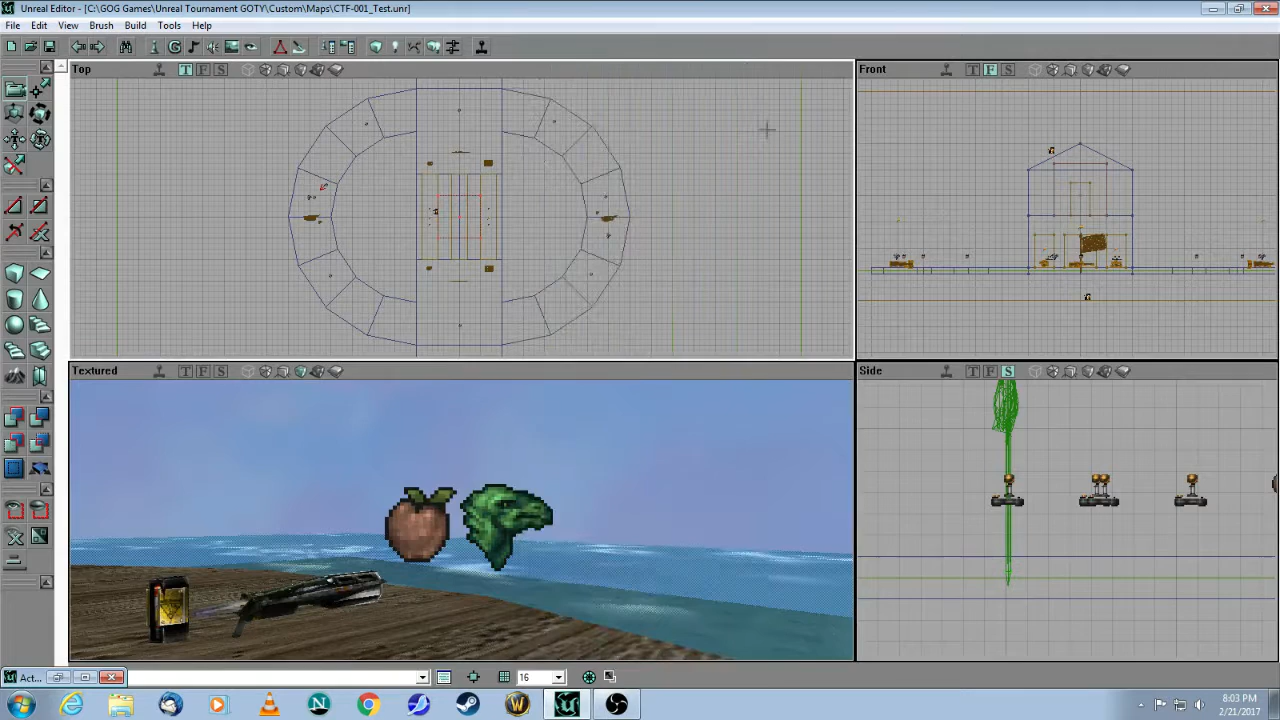 Unreal Editor - [C:\GOG Games\Unreal Tournament GOTY\Custom\Maps\CTF-001_Test.unr]
File Edit View Brush Build Tools Help
Top T F S
Front T F S
Textured T F S
Side T F S
Act...
16
8:03 PM
2/21/2017